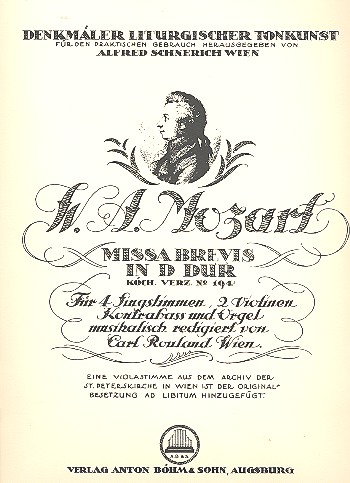 DENKMÄLER LITURGISCHER TONKUNST
FÜR DEN PRAKTISCHEN GEBRAUCH HERAUSGEGEBEN VON
ALFRED SCHNERICH WIEN
W. A. Mozart
MISSA BREVIS
IN D DUR
KÖCH. VERZ. No 194
Für 4 Singstimmen, 2 Violinen
Kontrabass und Orgel
musikalisch redigiert von
Carl Rouland Wien.
EINE VIOLASTIMME AUS DEM ARCHIV DER
ST. PETERSKIRCHE IN WIEN IST DER ORIGINAL-
BESETZUNG AD LIBITUM HINZUGEFÜGT.
VERLAG ANTON BÖHM & SOHN, AUGSBURG